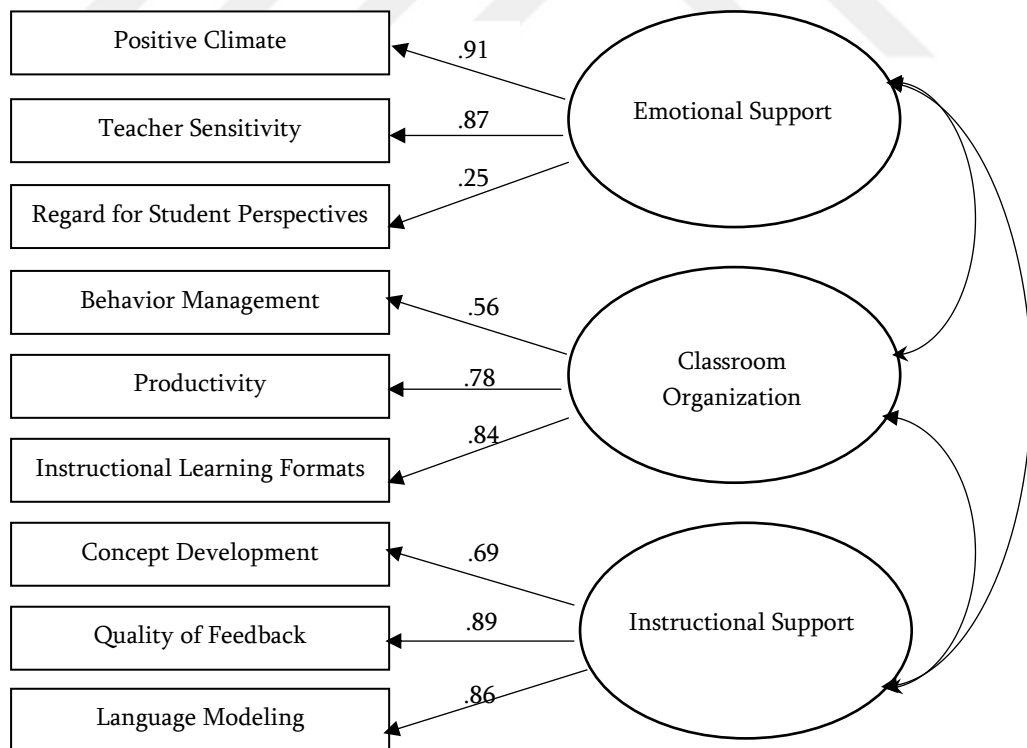 Positive Climate
.91
Emotional Support
Teacher Sensitivity
.87
.25
Regard for Student Perspectives
Behavior Management
.56
Classroom
Organization
Productivity
.78
.84
Instructional Learning Formats
Concept Development
.69
Quality of Feedback
.89
Instructional Support
.86
Language Modeling